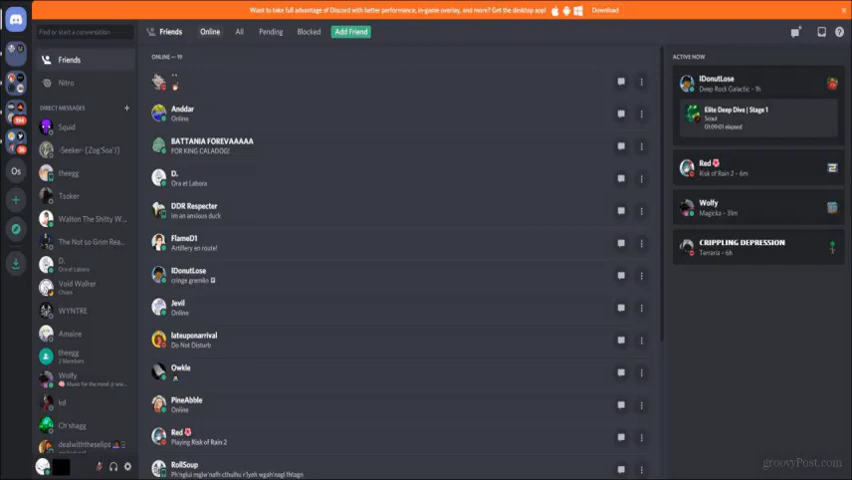 Want to take full advantage of Discord with better performance, in-game overlay, and more? Get the desktop app!
Download
Find or start a conversation
Friends
Online
All
Pending
Blocked
Add Friend
Friends
Nitro
DIRECT MESSAGES
Squid
-Seeker- [Zog'Soa'}]
theegg
Tasker
Walton The Shitty W...
The Not so Grim Rea...
D.
Ora et Labora
Void Walker
Chaos
WYNTRE
Amaire
theegg
2 Members
Wolfy
Music for the mind // ww...
kd
Ch'shagg
dealwiththeselips
Os
194
ONLINE — 19
Anddar
Online
BATTANIA FOREVAAAAA
FOR KING CALADOG!
D.
Ora et Labora
DDR Respecter
im an anxious duck
FlameD1
Artillery en route!
IDonutLose
cringe gremlin
Jevil
Online
lateuponarrival
Do Not Disturb
Owkle
PineAbble
Online
Red
Playing Risk of Rain 2
RollSoup
Ph'nglui mglw'nafh cthulhu r'lyeh wgah'nagl fhtagn
ACTIVE NOW
IDonutLose
Deep Rock Galactic - 1h
Elite Deep Dive | Stage 1
Scout
01:00:01 elapsed
Red
Risk of Rain 2 - 6m
Wolfy
Magicka - 31m
CRIPPLING DEPRESSION
Terraria - 6h
groovyPost.com